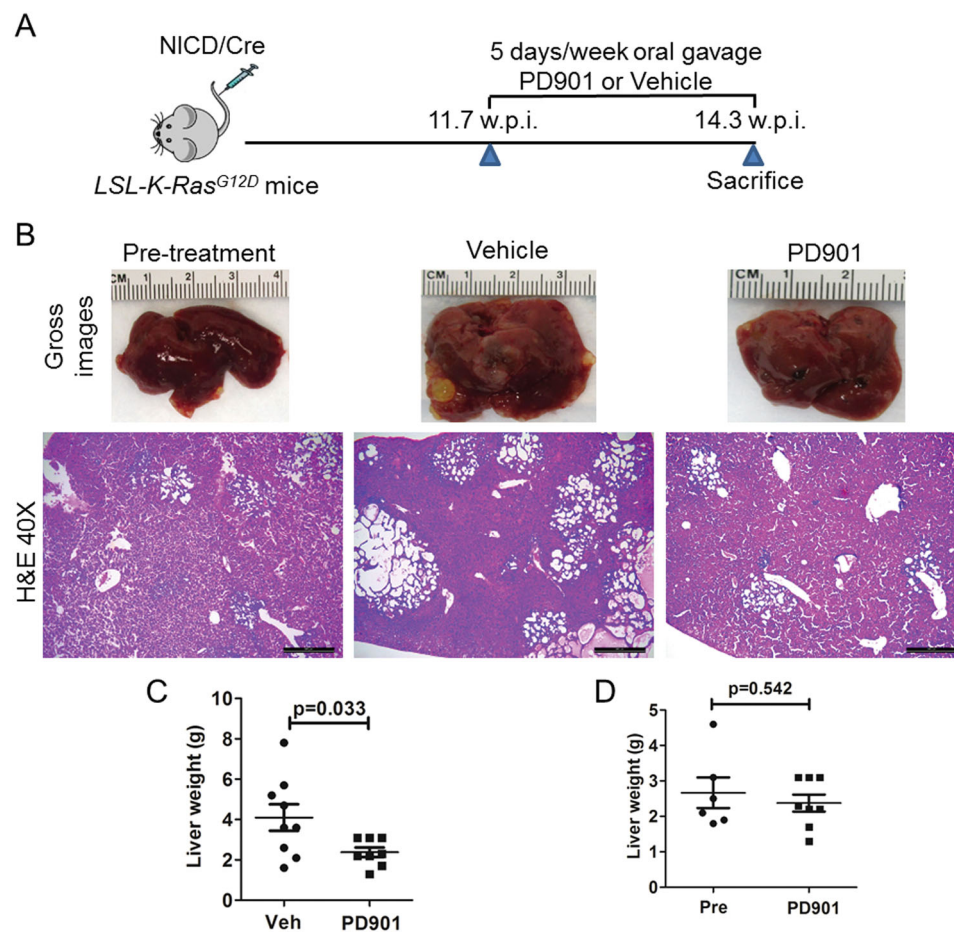 A
NICD/Cre
5 days/week oral gavage
PD901 or Vehicle
11.7 w.p.i.
14.3 w.p.i.
LSL-K-Ras^G12D mice
Sacrifice
B
Pre-treatment
Vehicle
PD901
Gross
images
CM 1 2 3 4
CM 1 2 3
CM 1 2
H&E 40X
C
p=0.033
Liver weight (g)
10
8
6
4
2
0
Veh
PD901
D
p=0.542
Liver weight (g)
5
4
3
2
1
0
Pre
PD901